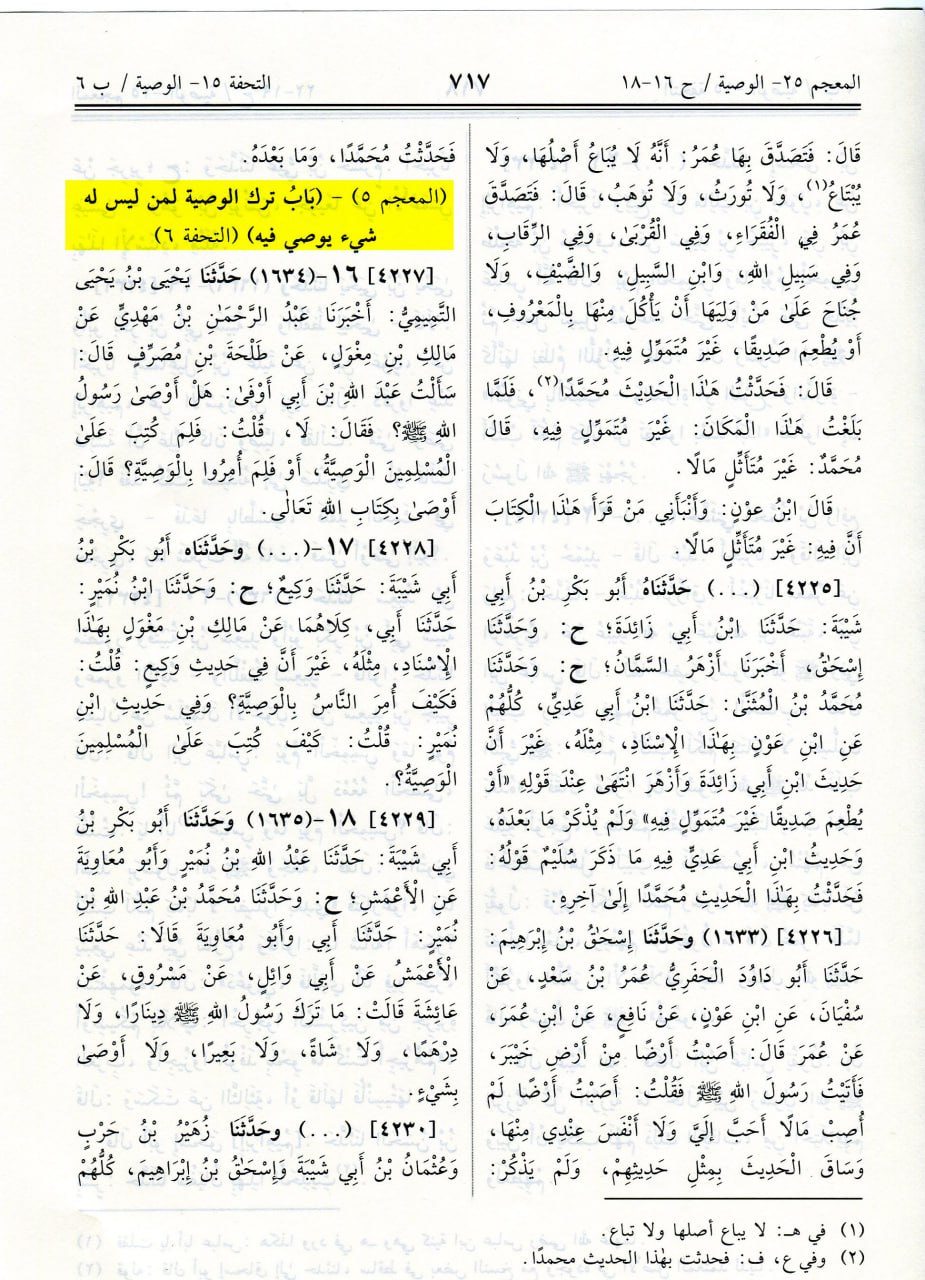 المعجم ٢٥- الوصية / ح ١٦-١٨
٧١٧
التحفة ١٥- الوصية / ب ٦
قَالَ: فَتَصَدَّقَ بِهَا عُمَرُ: أَنَّهُ لَا يُبَاعُ أَصْلُهَا، وَلَا
يُبْتَاعُ(١)، وَلَا تُورَثُ، وَلَا تُوهَبُ، قَالَ: فَتَصَدَّقَ
عُمَرُ فِي الْفُقَرَاءِ، وَفِي الْقُرْبَىٰ، وَفِي الرِّقَابِ،
وَفِي سَبِيلِ اللهِ، وَابْنِ السَّبِيلِ، وَالضَّيْفِ، وَلَا
جُنَاحَ عَلَىٰ مَنْ وَلِيَهَا أَنْ يَأْكُلَ مِنْهَا بِالْمَعْرُوفِ،
أَوْ يُطْعِمَ صَدِيقًا، غَيْرَ مُتَمَوِّلٍ فِيهِ.
قَالَ: فَحَدَّثْتُ هٰذَا الْحَدِيثَ مُحَمَّدًا(٢)، فَلَمَّا
بَلَغْتُ هٰذَا الْمَكَانَ: غَيْرَ مُتَمَوِّلٍ فِيهِ، قَالَ
مُحَمَّدٌ: غَيْرَ مُتَأَثِّلٍ مَالًا.
قَالَ ابْنُ عَوْنٍ: وَأَنْبَأَنِي مَنْ قَرَأَ هٰذَا الْكِتَابَ
أَنَّ فِيهِ: غَيْرَ مُتَأَثِّلٍ مَالًا.
[٤٢٢٥] (...) حَدَّثَنَاهُ أَبُو بَكْرِ بْنُ أَبِي
شَيْبَةَ: حَدَّثَنَا ابْنُ أَبِي زَائِدَةَ؛ ح: وَحَدَّثَنَا
إِسْحَٰقُ، أَخْبَرَنَا أَزْهَرُ السَّمَّانُ؛ ح: وَحَدَّثَنَا
مُحَمَّدُ بْنُ الْمُثَنَّىٰ: حَدَّثَنَا ابْنُ أَبِي عَدِيٍّ، كُلُّهُمْ
عَنِ ابْنِ عَوْنٍ بِهَٰذَا الْإِسْنَادِ، مِثْلَهُ، غَيْرَ أَنَّ
حَدِيثَ ابْنِ أَبِي زَائِدَةَ وَأَزْهَرَ انْتَهَىٰ عِنْدَ قَوْلِهِ «أَوْ
يُطْعِمَ صَدِيقًا غَيْرَ مُتَمَوِّلٍ فِيهِ» وَلَمْ يُذْكَرْ مَا بَعْدَهُ،
وَحَدِيثُ ابْنِ أَبِي عَدِيٍّ فِيهِ مَا ذَكَرَ سُلَيْمٌ قَوْلُهُ:
فَحَدَّثْتُ بِهَٰذَا الْحَدِيثِ مُحَمَّدًا إِلَىٰ آخِرِهِ.
[٤٢٢٦] (١٦٣٣) وحَدَّثَنَا إِسْحَٰقُ بْنُ إِبْرَهِيمَ:
حَدَّثَنَا أَبُو دَاوُدَ الْحَفَرِيُّ عُمَرُ بْنُ سَعْدٍ، عَنْ
سُفْيَانَ، عَنِ ابْنِ عَوْنٍ، عَنْ نَافِعٍ، عَنْ ابْنِ عُمَرَ،
عَنْ عُمَرَ قَالَ: أَصَبْتُ أَرْضًا مِنْ أَرْضِ خَيْبَرَ،
فَأَتَيْتُ رَسُولَ اللهِ ﷺ فَقُلْتُ: أَصَبْتُ أَرْضًا لَمْ
أُصِبْ مَالًا أَحَبَّ إِلَيَّ وَلَا أَنْفَسَ عِنْدِي مِنْهَا،
وَسَاقَ الْحَدِيثَ بِمِثْلِ حَدِيثِهِمْ، وَلَمْ يَذْكُرْ:
فَحَدَّثْتُ مُحَمَّدًا، وَمَا بَعْدَهُ.
(المعجم ٥) - (بَابُ ترك الوصية لمن ليس له
شيء يوصي فيه) (التحفة ٦)
[٤٢٢٧] ١٦-(١٦٣٤) حَدَّثَنَا يَحْيَى بْنُ يَحْيَى
التَّمِيمِيُّ: أَخْبَرَنَا عَبْدُ الرَّحْمَٰنِ بْنُ مَهْدِيٍّ عَنْ
مَالِكِ بْنِ مِغْوَلٍ، عَنْ طَلْحَةَ بْنِ مُصَرِّفٍ قَالَ:
سَأَلْتُ عَبْدَ اللهِ بْنَ أَبِي أَوْفَىٰ: هَلْ أَوْصَىٰ رَسُولُ
اللهِ ﷺ؟ فَقَالَ: لَا، قُلْتُ: فَلِمَ كُتِبَ عَلَىٰ
الْمُسْلِمِينَ الْوَصِيَّةُ، أَوْ فَلِمَ أُمِرُوا بِالْوَصِيَّةِ؟ قَالَ:
أَوْصَىٰ بِكِتَابِ اللهِ تَعَالَىٰ.
[٤٢٢٨] ١٧-(...) وحَدَّثَنَاه أَبُو بَكْرِ بْنُ
أَبِي شَيْبَةَ: حَدَّثَنَا وَكِيعٌ؛ ح: وَحَدَّثَنَا ابْنُ نُمَيْرٍ:
حَدَّثَنَا أَبِي، كِلَاهُمَا عَنْ مَالِكِ بْنِ مَغْوَلٍ بِهَٰذَا
الْإِسْنَادِ، مِثْلَهُ، غَيْرَ أَنَّ فِي حَدِيثِ وَكِيعٍ: قُلْتُ:
فَكَيْفَ أُمِرَ النَّاسُ بِالْوَصِيَّةِ؟ وَفِي حَدِيثِ ابْنِ
نُمَيْرٍ: قُلْتُ: كَيْفَ كُتِبَ عَلَىٰ الْمُسْلِمِينَ
الْوَصِيَّةُ؟.
[٤٢٢٩] ١٨-(١٦٣٥) وحَدَّثَنَا أَبُو بَكْرِ بْنُ
أَبِي شَيْبَةَ: حَدَّثَنَا عَبْدُ اللهِ بْنُ نُمَيْرٍ وَأَبُو مُعَاوِيَةَ
عَنِ الْأَعْمَشِ؛ ح: وَحَدَّثَنَا مُحَمَّدُ بْنُ عَبْدِ اللهِ بْنِ
نُمَيْرٍ: حَدَّثَنَا أَبِي وَأَبُو مُعَاوِيَةَ قَالَا: حَدَّثَنَا
الْأَعْمَشُ عَنْ أَبِي وَائِلٍ، عَنْ مَسْرُوقٍ، عَنْ
عَائِشَةَ قَالَتْ: مَا تَرَكَ رَسُولُ اللهِ ﷺ دِينَارًا، وَلَا
دِرْهَمًا، وَلَا شَاةً، وَلَا بَعِيرًا، وَلَا أَوْصَىٰ
بِشَيْءٍ.
[٤٢٣٠] (...) وحَدَّثَنَا زُهَيْرُ بْنُ حَرْبٍ
وَعُثْمَانُ بْنُ أَبِي شَيْبَةَ وَإِسْحَٰقُ بْنُ إِبْرَاهِيمَ، كُلُّهُمْ
(١) في هـ: لا يباع أصلها ولا تباع.
(٢) وفي ع، ف: فحدثت بهٰذا الحديث محمدًا.